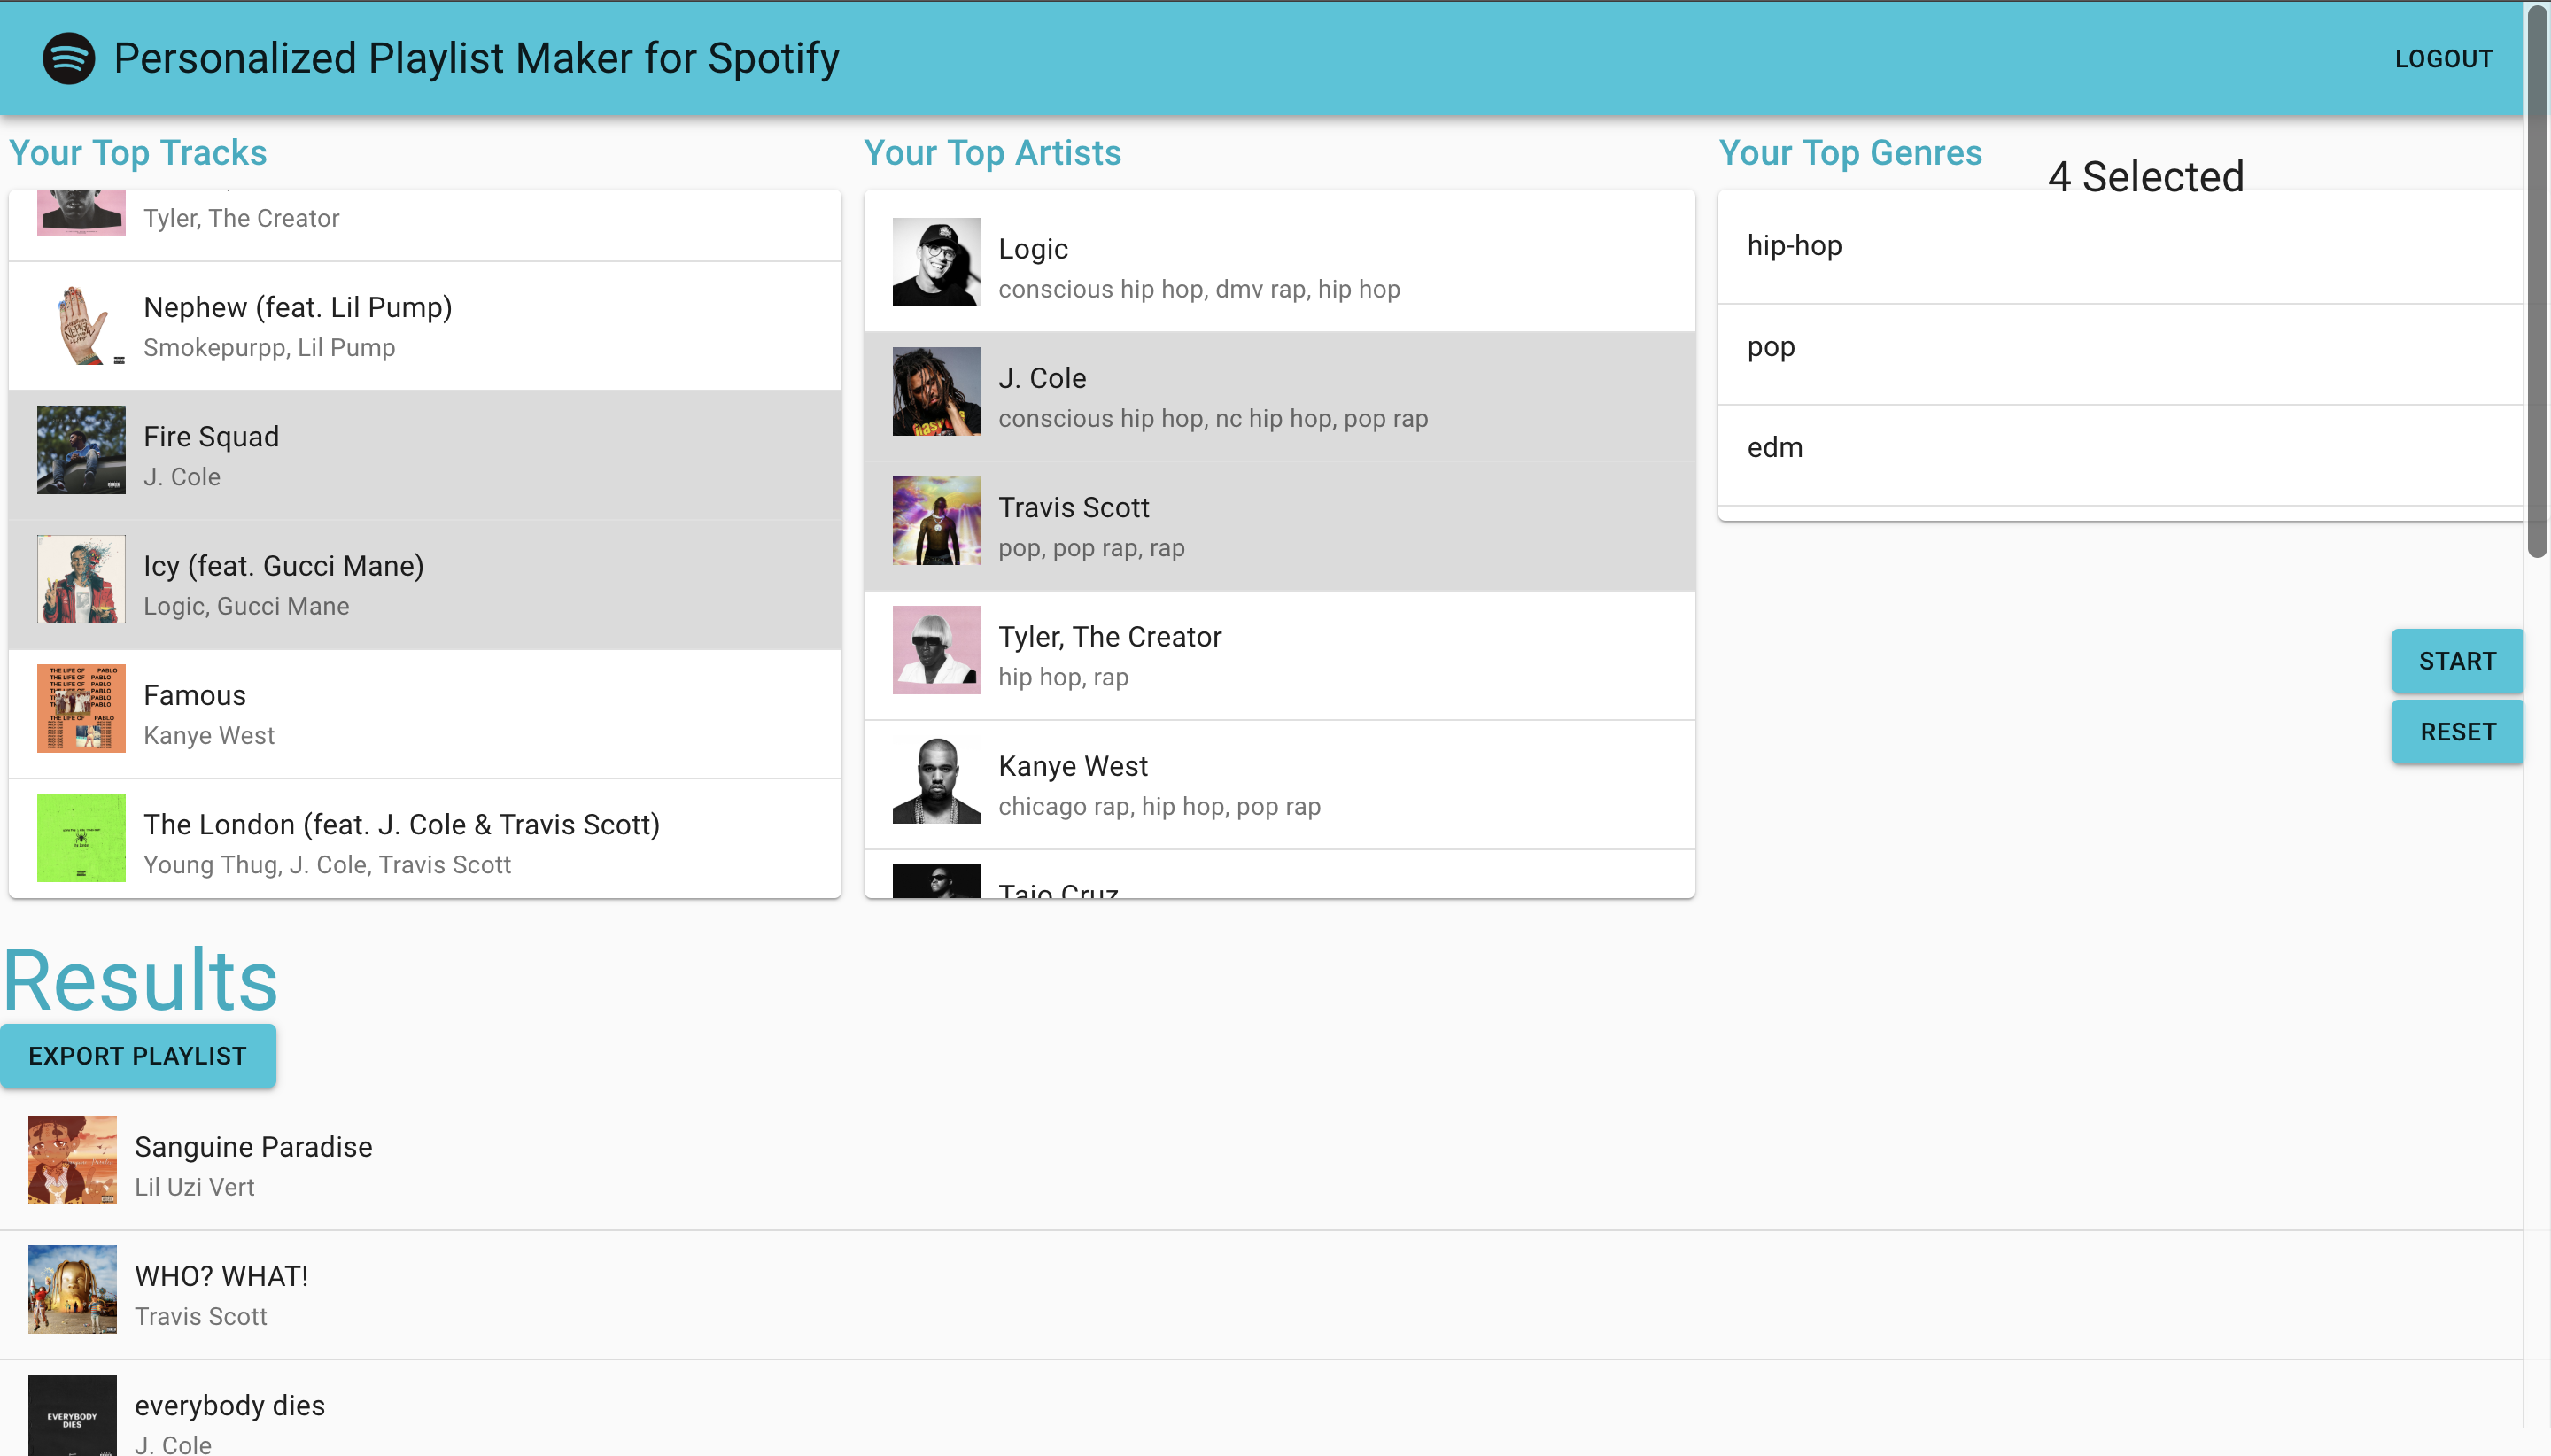 Personalized Playlist Maker for Spotify
LOGOUT
Your Top Tracks
Tyler, The Creator
Nephew (feat. Lil Pump)
Smokepurpp, Lil Pump
Fire Squad
J. Cole
Icy (feat. Gucci Mane)
Logic, Gucci Mane
Famous
Kanye West
The London (feat. J. Cole & Travis Scott)
Young Thug, J. Cole, Travis Scott
Your Top Artists
Logic
conscious hip hop, dmv rap, hip hop
J. Cole
conscious hip hop, nc hip hop, pop rap
Travis Scott
pop, pop rap, rap
Tyler, The Creator
hip hop, rap
Kanye West
chicago rap, hip hop, pop rap
Taio Cruz
Your Top Genres
4 Selected
hip-hop
pop
edm
START
RESET
Results
EXPORT PLAYLIST
Sanguine Paradise
Lil Uzi Vert
WHO? WHAT!
Travis Scott
EVERYBODY
DIES
everybody dies
J. Cole